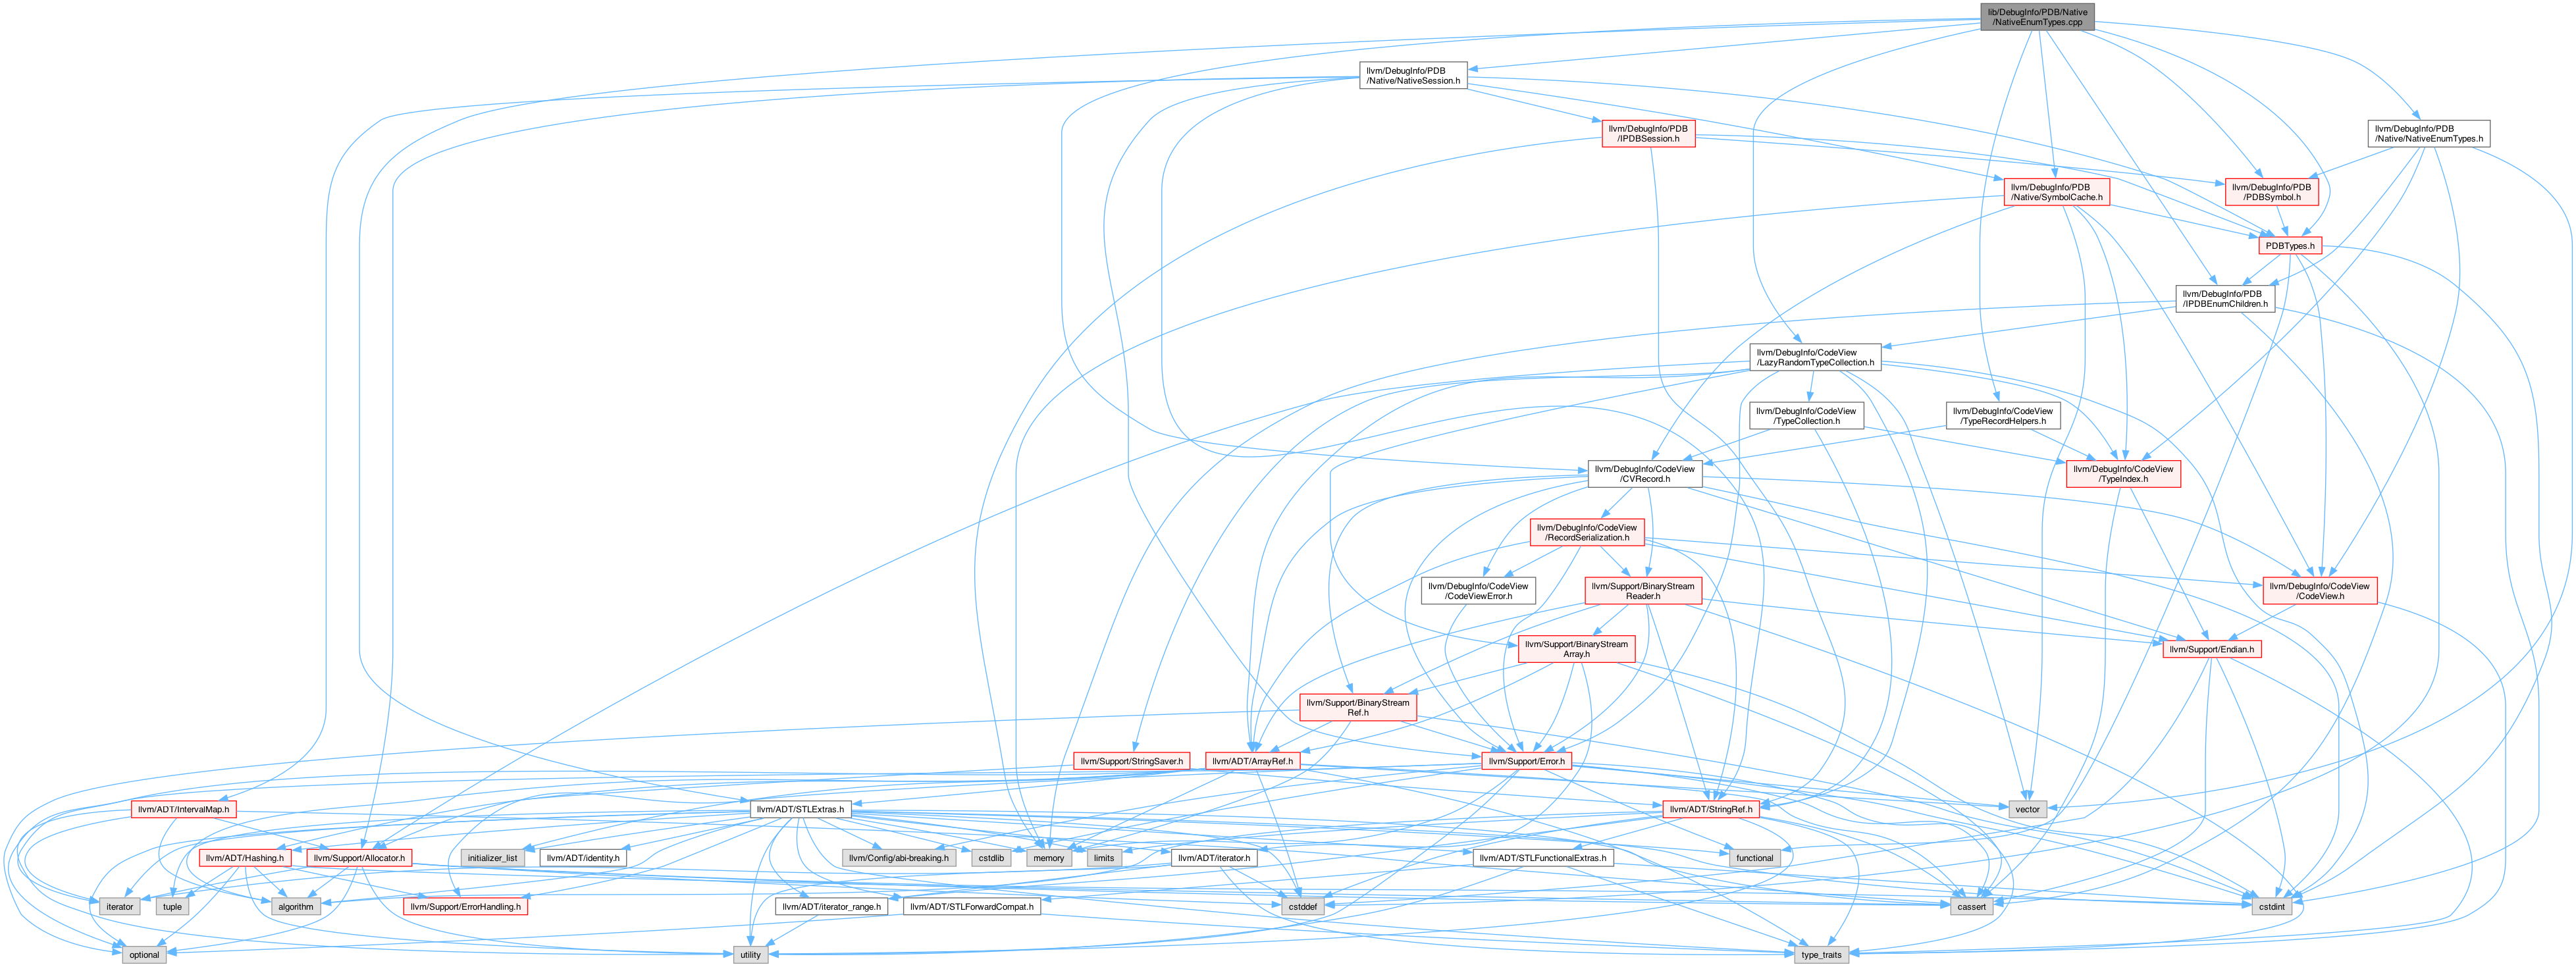 lib/DebugInfo/PDB/Native
/NativeEnumTypes.cpp
llvm/DebugInfo/PDB
/Native/NativeSession.h
llvm/DebugInfo/PDB
/IPDBSession.h
llvm/DebugInfo/PDB
/Native/NativeEnumTypes.h
llvm/DebugInfo/PDB
/Native/SymbolCache.h
llvm/DebugInfo/PDB
/PDBSymbol.h
PDBTypes.h
llvm/DebugInfo/PDB
/IPDBEnumChildren.h
llvm/DebugInfo/CodeView
/LazyRandomTypeCollection.h
llvm/DebugInfo/CodeView
/TypeCollection.h
llvm/DebugInfo/CodeView
/TypeRecordHelpers.h
llvm/DebugInfo/CodeView
/CVRecord.h
llvm/DebugInfo/CodeView
/TypeIndex.h
llvm/DebugInfo/CodeView
/RecordSerialization.h
llvm/DebugInfo/CodeView
/CodeViewError.h
llvm/Support/BinaryStream
Reader.h
llvm/DebugInfo/CodeView
/CodeView.h
llvm/Support/BinaryStream
Array.h
llvm/Support/Endian.h
llvm/Support/BinaryStream
Ref.h
llvm/Support/StringSaver.h
llvm/ADT/ArrayRef.h
llvm/Support/Error.h
llvm/ADT/IntervalMap.h
llvm/ADT/STLExtras.h
llvm/ADT/StringRef.h
vector
llvm/ADT/Hashing.h
llvm/Support/Allocator.h
initializer_list
llvm/ADT/identity.h
llvm/Config/abi-breaking.h
cstdlib
memory
limits
llvm/ADT/iterator.h
llvm/ADT/STLFunctionalExtras.h
functional
iterator
tuple
algorithm
llvm/Support/ErrorHandling.h
llvm/ADT/iterator_range.h
llvm/ADT/STLForwardCompat.h
cstddef
cassert
cstdint
optional
utility
type_traits